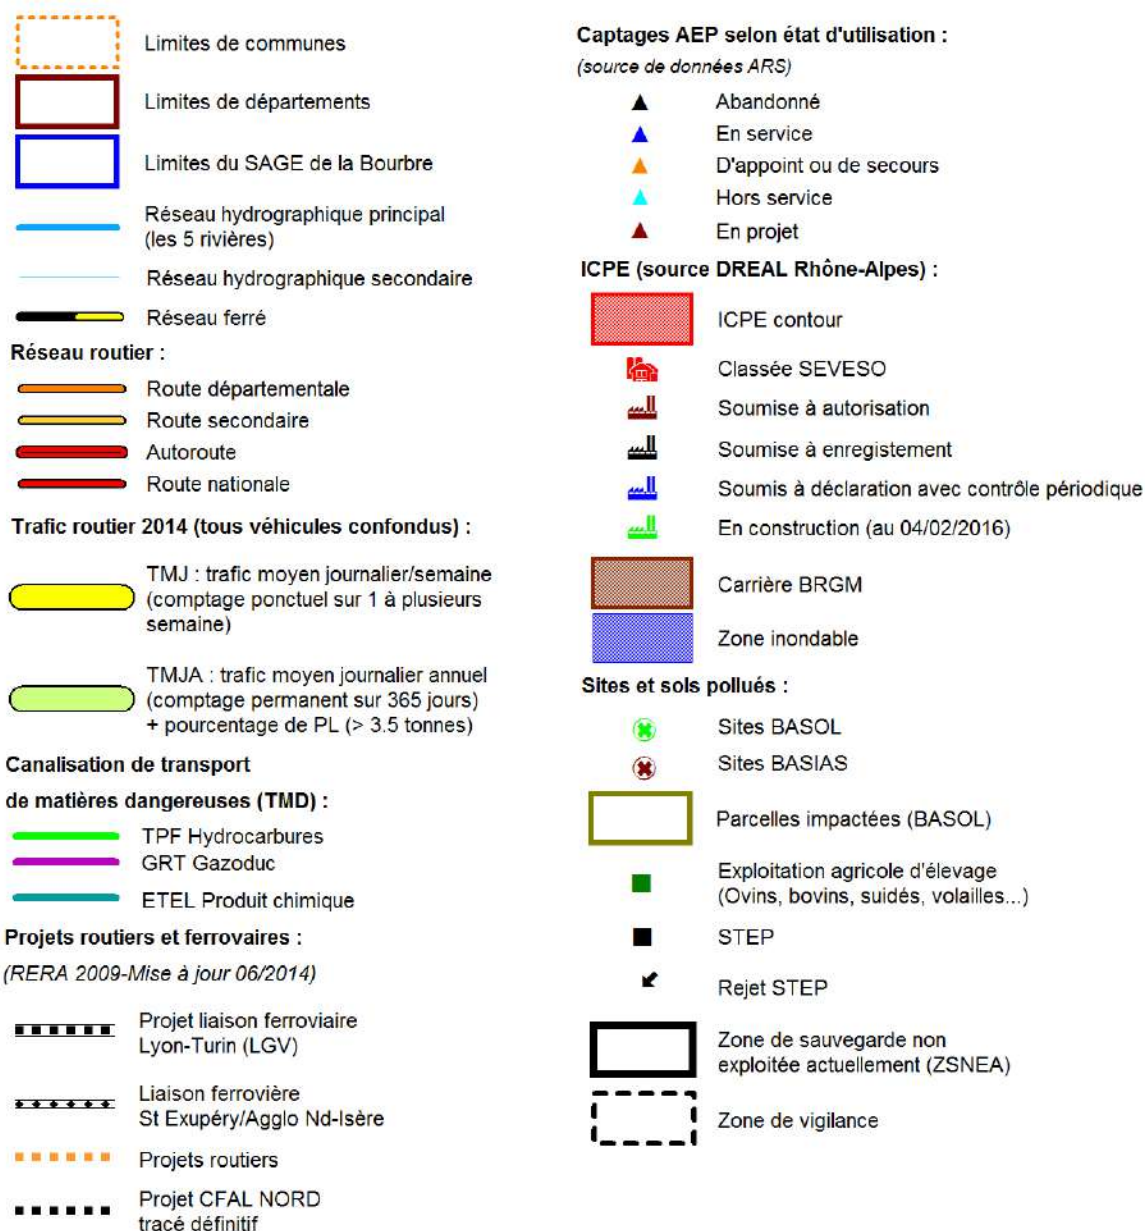 Limites de communes
Limites de départements
Limites du SAGE de la Bourbre
Réseau hydrographique principal
(les 5 rivières)
Réseau hydrographique secondaire
Réseau ferré
Réseau routier :
Route départementale
Route secondaire
Autoroute
Route nationale
Trafic routier 2014 (tous véhicules confondus) :
TMJ : trafic moyen journalier/semaine
(comptage ponctuel sur 1 à plusieurs
semaine)
TMJA : trafic moyen journalier annuel
(comptage permanent sur 365 jours)
+ pourcentage de PL (> 3.5 tonnes)
Canalisation de transport
de matières dangereuses (TMD) :
TPF Hydrocarbures
GRT Gazoduc
ETEL Produit chimique
Projets routiers et ferrovaires :
(RERA 2009-Mise à jour 06/2014)
Projet liaison ferroviaire
Lyon-Turin (LGV)
Liaison ferrovière
St Exupéry/Agglo Nd-Isère
Projets routiers
Projet CFAL NORD
tracé définitif
Captages AEP selon état d'utilisation :
(source de données ARS)
Abandonné
En service
D'appoint ou de secours
Hors service
En projet
ICPE (source DREAL Rhône-Alpes) :
ICPE contour
Classée SEVESO
Soumise à autorisation
Soumise à enregistement
Soumis à déclaration avec contrôle périodique
En construction (au 04/02/2016)
Carrière BRGM
Zone inondable
Sites et sols pollués :
Sites BASOL
Sites BASIAS
Parcelles impactées (BASOL)
Exploitation agricole d'élevage
(Ovins, bovins, suidés, volailles...)
STEP
Rejet STEP
Zone de sauvegarde non
exploitée actuellement (ZSNEA)
Zone de vigilance